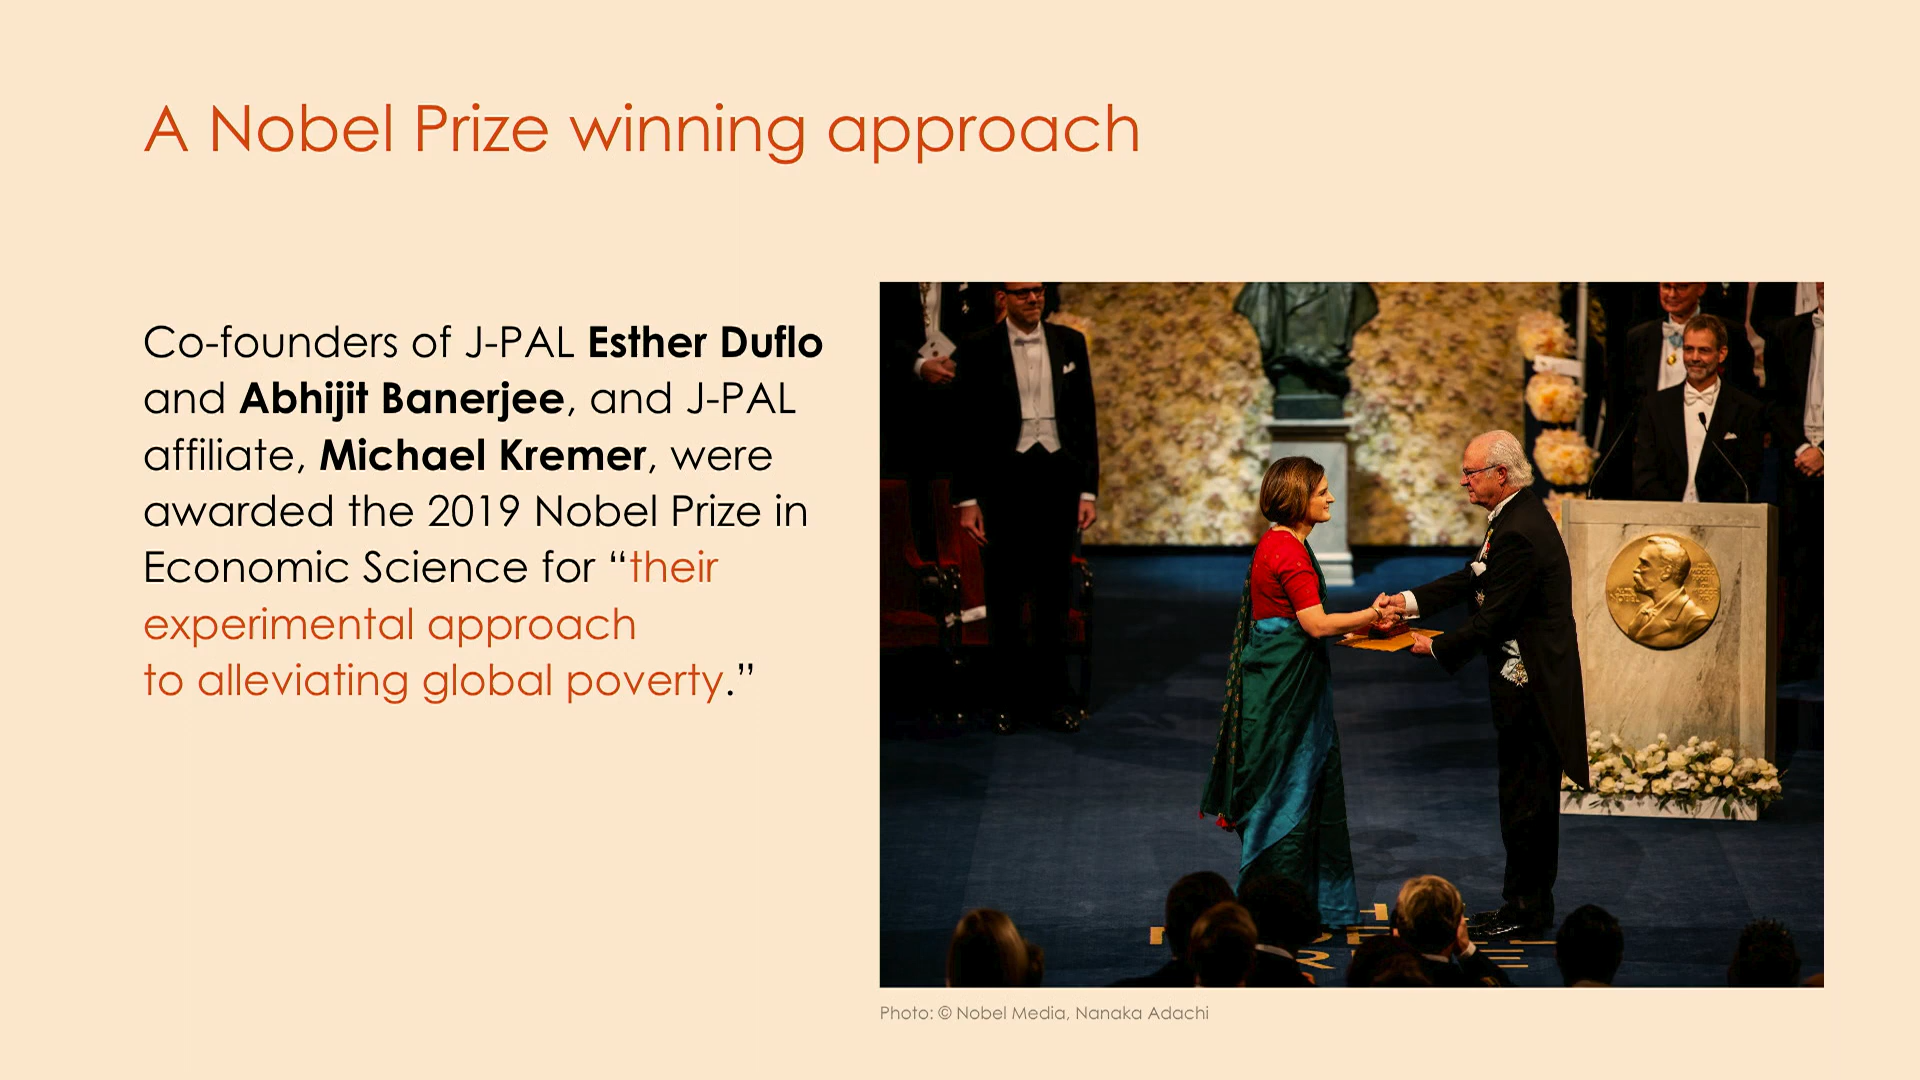 A Nobel Prize winning approach
Co-founders of J-PAL Esther Duflo
and Abhijit Banerjee, and J-PAL
affiliate, Michael Kremer, were
awarded the 2019 Nobel Prize in
Economic Science for “their
experimental approach
to alleviating global poverty.”
Photo: © Nobel Media, Nanaka Adachi